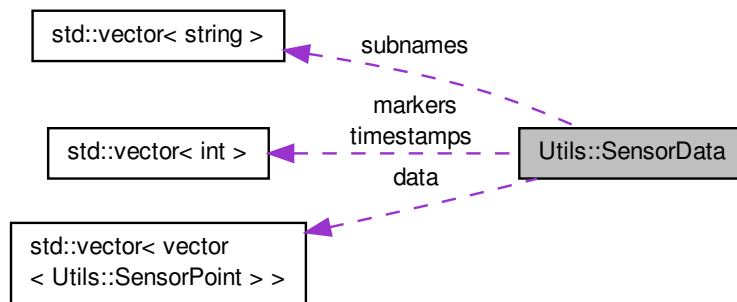 std::vector< string >
subnames
markers
timestamps
std::vector< int >
Utils::SensorData
data
std::vector< vector
< Utils::SensorPoint > >